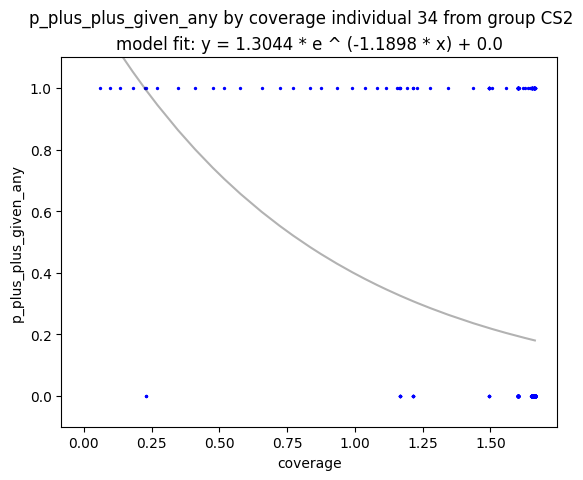 p_plus_plus_given_any by coverage individual 34 from group CS2
model fit: y = 1.3044 * e ^ (-1.1898 * x) + 0.0
1.0
0.8
0.6
0.4
0.2
0.0
p_plus_plus_given_any
0.00 0.25 0.50 0.75 1.00 1.25 1.50
coverage